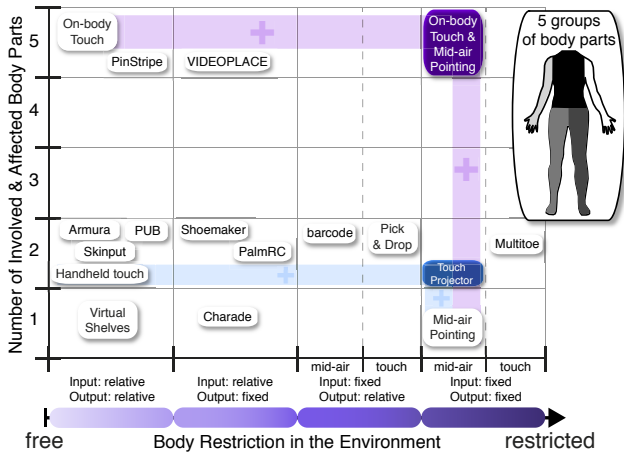 Number of Involved & Affected Body Parts
5
4
3
2
1
On-body
Touch
PinStripe
VIDEOPLACE
On-body
Touch &
Mid-air
Pointing
5 groups
of body parts
Armura
PUB
Skinput
Handheld touch
Shoemaker
PalmRC
barcode
Pick
& Drop
Touch
Projector
Multitoe
Virtual
Shelves
Charade
Mid-air
Pointing
mid-air
touch
mid-air
touch
Input: relative
Output: relative
Input: relative
Output: fixed
Input: fixed
Output: relative
Input: fixed
Output: fixed
free
Body Restriction in the Environment
restricted